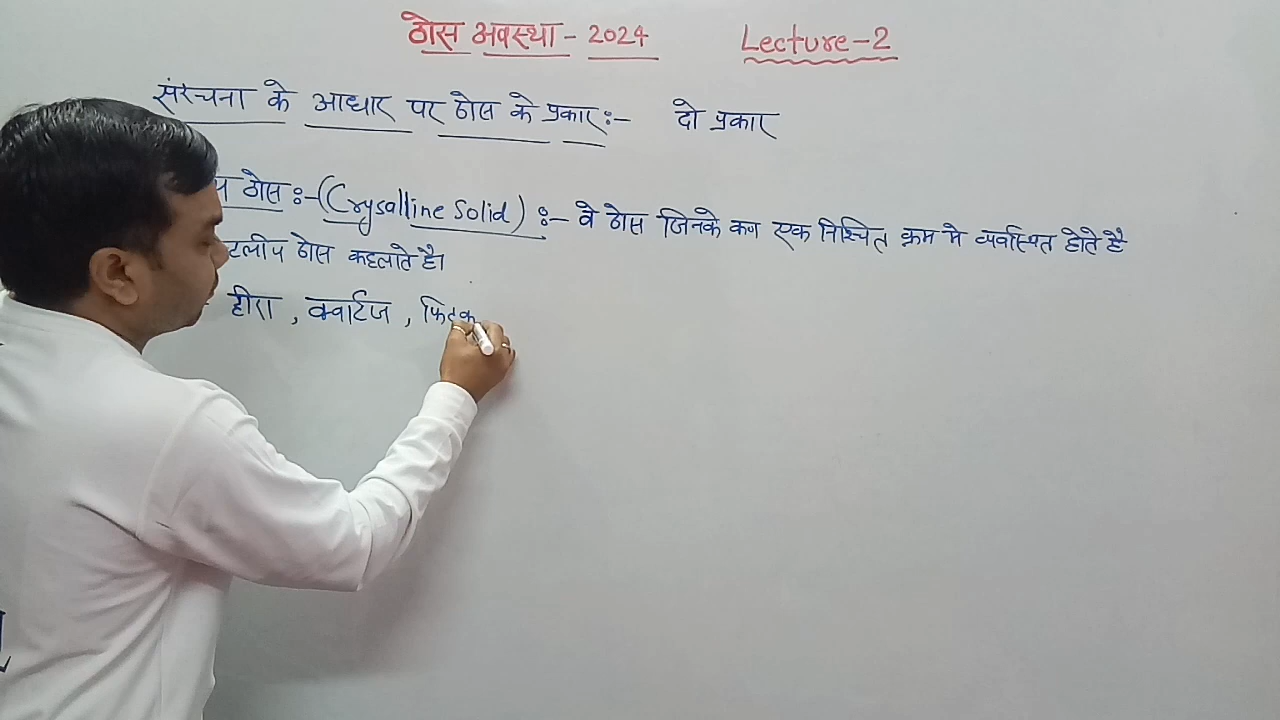 ठोस अवस्था - 2024 Lecture-2
संरचना के आधार पर ठोस के प्रकार :- दो प्रकार
ठोस :- (Crysalline Solid) :- वे ठोस जिनके कण एक निश्चित क्रम मे व्यवस्थित होते है
ठोस कहलाते है।
हीरा , क्वार्टज , फिटक